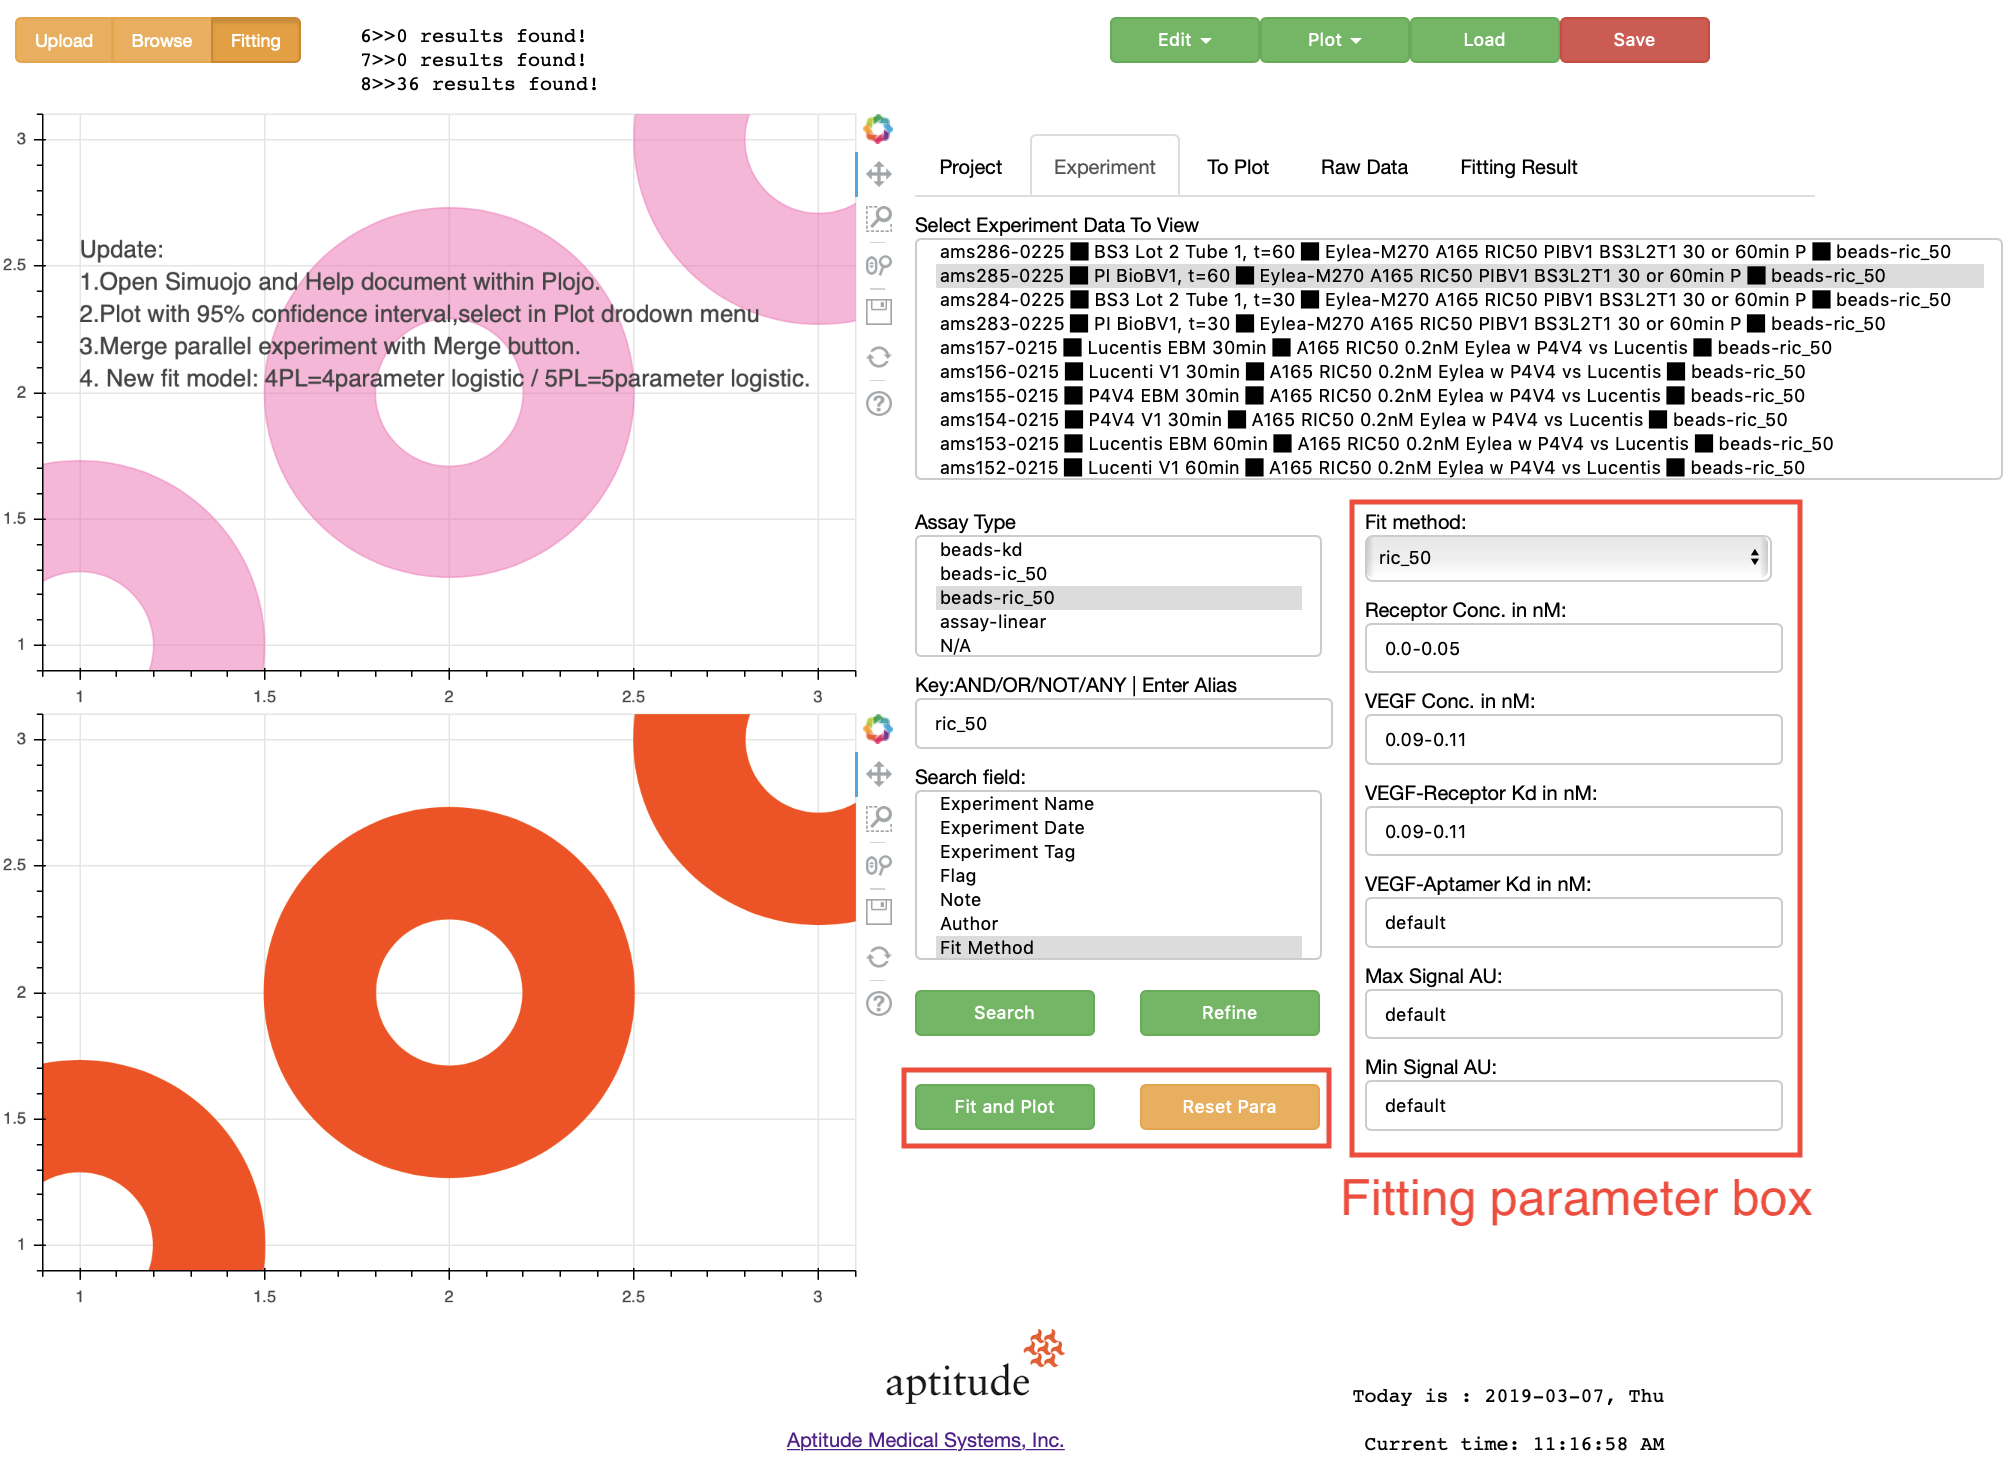 Upload Browse Fitting
6>>0 results found!
7>>0 results found!
8>>36 results found!
Edit Plot Load Save
3
2.5
2
1.5
1
1 1.5 2 2.5 3
Update:
1.Open Simuojo and Help document within Plojo.
2.Plot with 95% confidence interval,select in Plot drodown menu
3.Merge parallel experiment with Merge button.
4. New fit model: 4PL=4parameter logistic / 5PL=5parameter logistic.
3
2.5
2
1.5
1
1 1.5 2 2.5 3
Project Experiment To Plot Raw Data Fitting Result
Select Experiment Data To View
ams286-0225 ■ BS3 Lot 2 Tube 1, t=60 ■ Eylea-M270 A165 RIC50 PIBV1 BS3L2T1 30 or 60min P ■ beads-ric_50
ams285-0225 ■ PI BioBV1, t=60 ■ Eylea-M270 A165 RIC50 PIBV1 BS3L2T1 30 or 60min P ■ beads-ric_50
ams284-0225 ■ BS3 Lot 2 Tube 1, t=30 ■ Eylea-M270 A165 RIC50 PIBV1 BS3L2T1 30 or 60min P ■ beads-ric_50
ams283-0225 ■ PI BioBV1, t=30 ■ Eylea-M270 A165 RIC50 PIBV1 BS3L2T1 30 or 60min P ■ beads-ric_50
ams157-0215 ■ Lucentis EBM 30min ■ A165 RIC50 0.2nM Eylea w P4V4 vs Lucentis ■ beads-ric_50
ams156-0215 ■ Lucenti V1 30min ■ A165 RIC50 0.2nM Eylea w P4V4 vs Lucentis ■ beads-ric_50
ams155-0215 ■ P4V4 EBM 30min ■ A165 RIC50 0.2nM Eylea w P4V4 vs Lucentis ■ beads-ric_50
ams154-0215 ■ P4V4 V1 30min ■ A165 RIC50 0.2nM Eylea w P4V4 vs Lucentis ■ beads-ric_50
ams153-0215 ■ Lucentis EBM 60min ■ A165 RIC50 0.2nM Eylea w P4V4 vs Lucentis ■ beads-ric_50
ams152-0215 ■ Lucenti V1 60min ■ A165 RIC50 0.2nM Eylea w P4V4 vs Lucentis ■ beads-ric_50
Assay Type
beads-kd
beads-ic_50
beads-ric_50
assay-linear
N/A
Key:AND/OR/NOT/ANY | Enter Alias
ric_50
Search field:
Experiment Name
Experiment Date
Experiment Tag
Flag
Note
Author
Fit Method
Search Refine
Fit and Plot Reset Para
Fit method:
ric_50
Receptor Conc. in nM:
0.0-0.05
VEGF Conc. in nM:
0.09-0.11
VEGF-Receptor Kd in nM:
0.09-0.11
VEGF-Aptamer Kd in nM:
default
Max Signal AU:
default
Min Signal AU:
default
Fitting parameter box
aptitude
Aptitude Medical Systems, Inc.
Today is : 2019-03-07, Thu
Current time: 11:16:58 AM